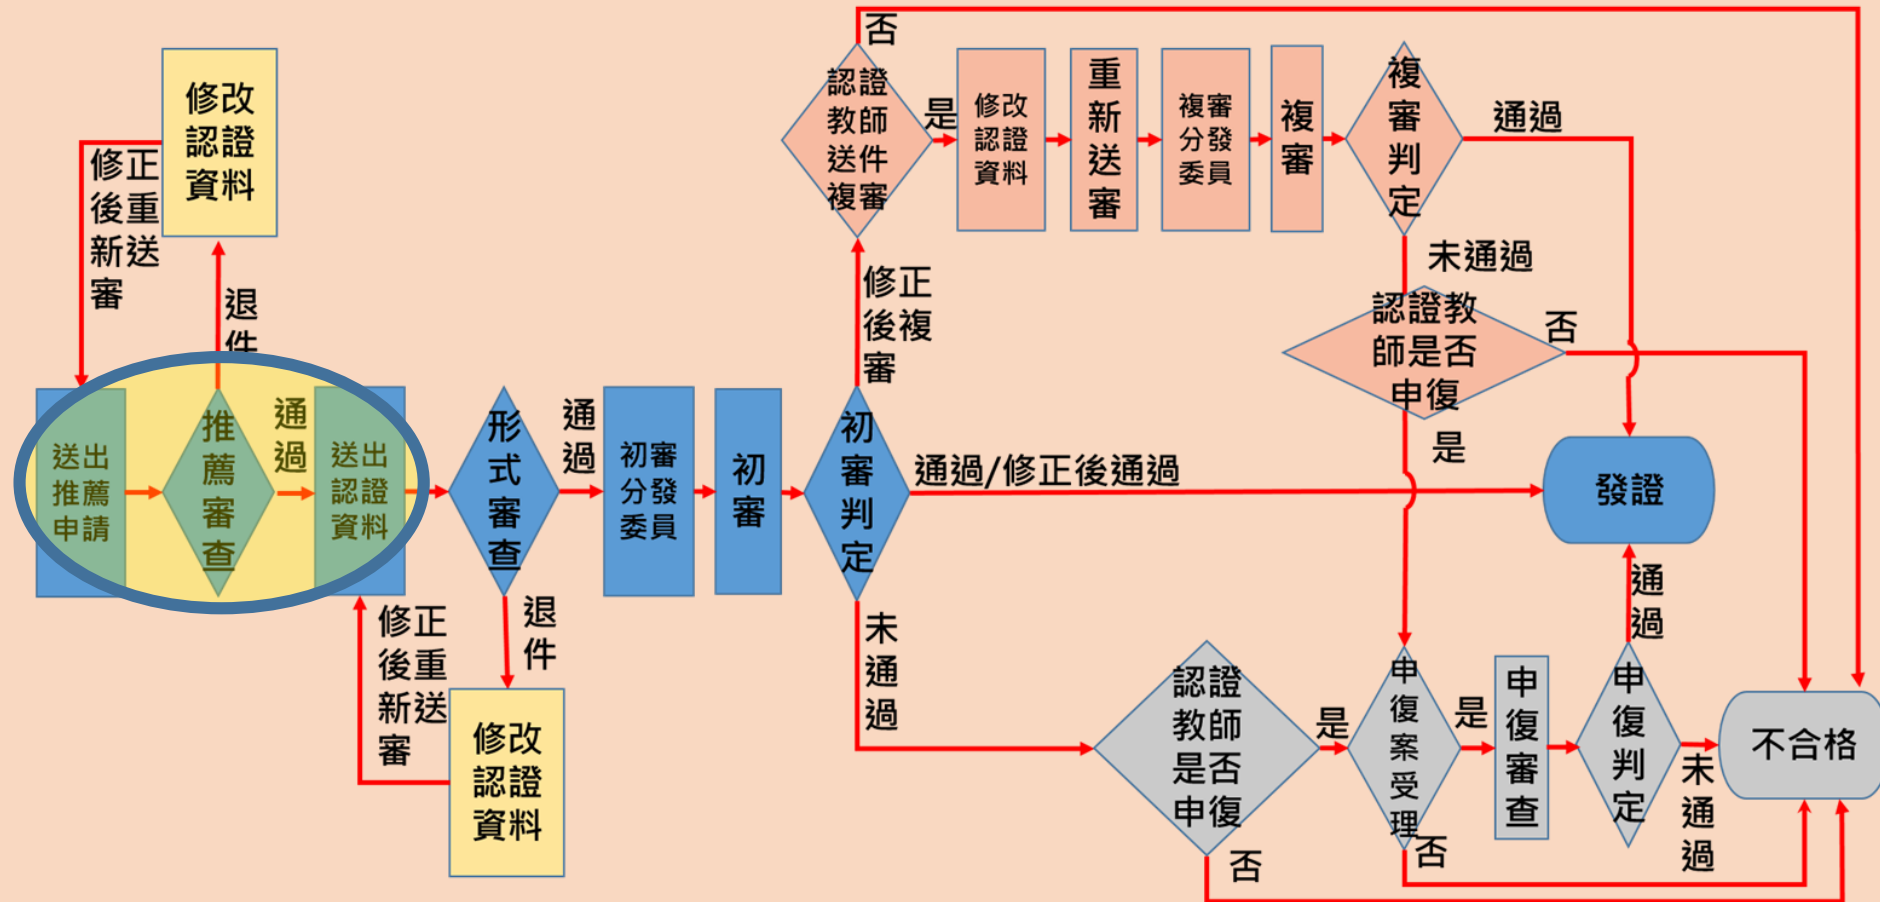 否
修改
認證
資料
認證
教師
送件
複審
是
修改
認證
資料
重
新
送
審
複審
分發
委員
複
審
複
審
判
定
通過
修正
後重
新送
審
退
件
修正
後複
審
未通過
認證教
師是否
申復
否
是
送出
推薦
申請
推
薦
審
查
通
過
送出
認證
資料
形
式
審
查
通
過
初審
分發
委員
初
審
初
審
判
定
通過/修正後通過
發證
修正
後重
新送
審
退
件
修改
認證
資料
未
通
過
認證
教師
是否
申復
是
否
申
復
案
受
理
是
否
申
復
審
查
申
復
判
定
通
過
未
通
過
不合格